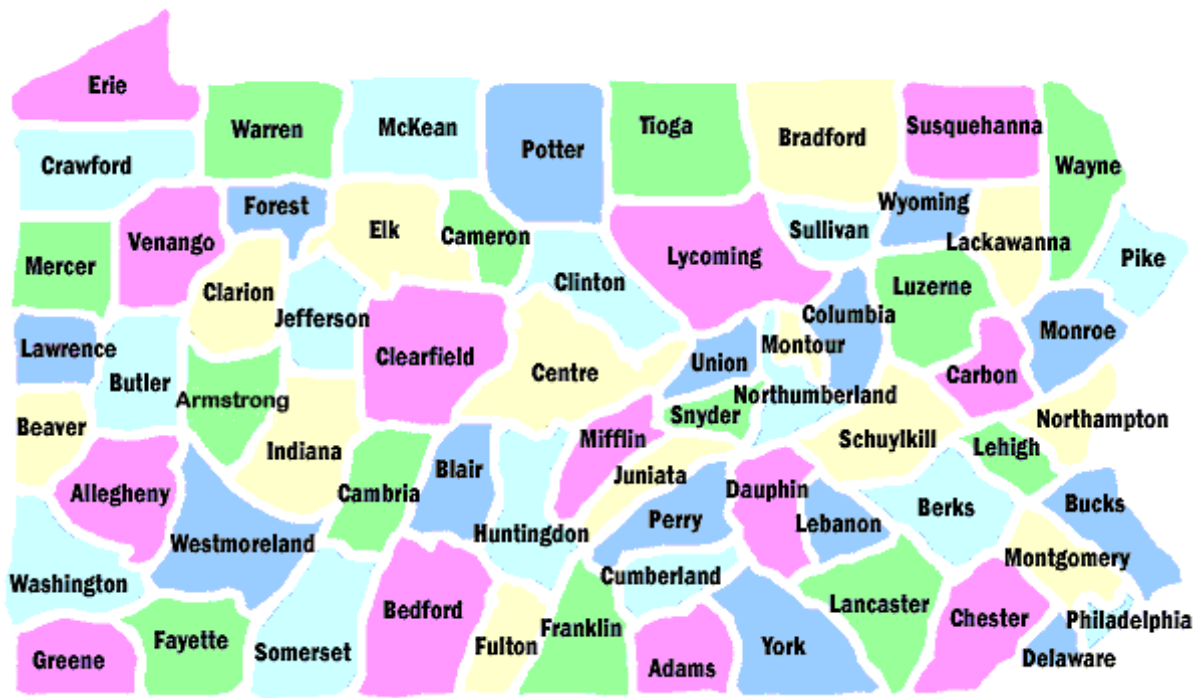 Erie
Warren
McKean
Potter
Tioga
Bradford
Susquehanna
Wayne
Crawford
Forest
Venango
Elk
Cameron
Wyoming
Sullivan
Lackawanna
Pike
Mercer
Clarion
Clinton
Lycoming
Luzerne
Jefferson
Columbia
Monroe
Lawrence
Butler
Clearfield
Centre
Union
Montour
Carbon
Armstrong
Snyder
Northumberland
Northampton
Beaver
Indiana
Mifflin
Schuylkill
Lehigh
Allegheny
Cambria
Blair
Juniata
Dauphin
Berks
Bucks
Westmoreland
Huntingdon
Perry
Lebanon
Montgomery
Washington
Cumberland
Bedford
Lancaster
Chester
Philadelphia
Greene
Fayette
Somerset
Fulton
Franklin
Adams
York
Delaware